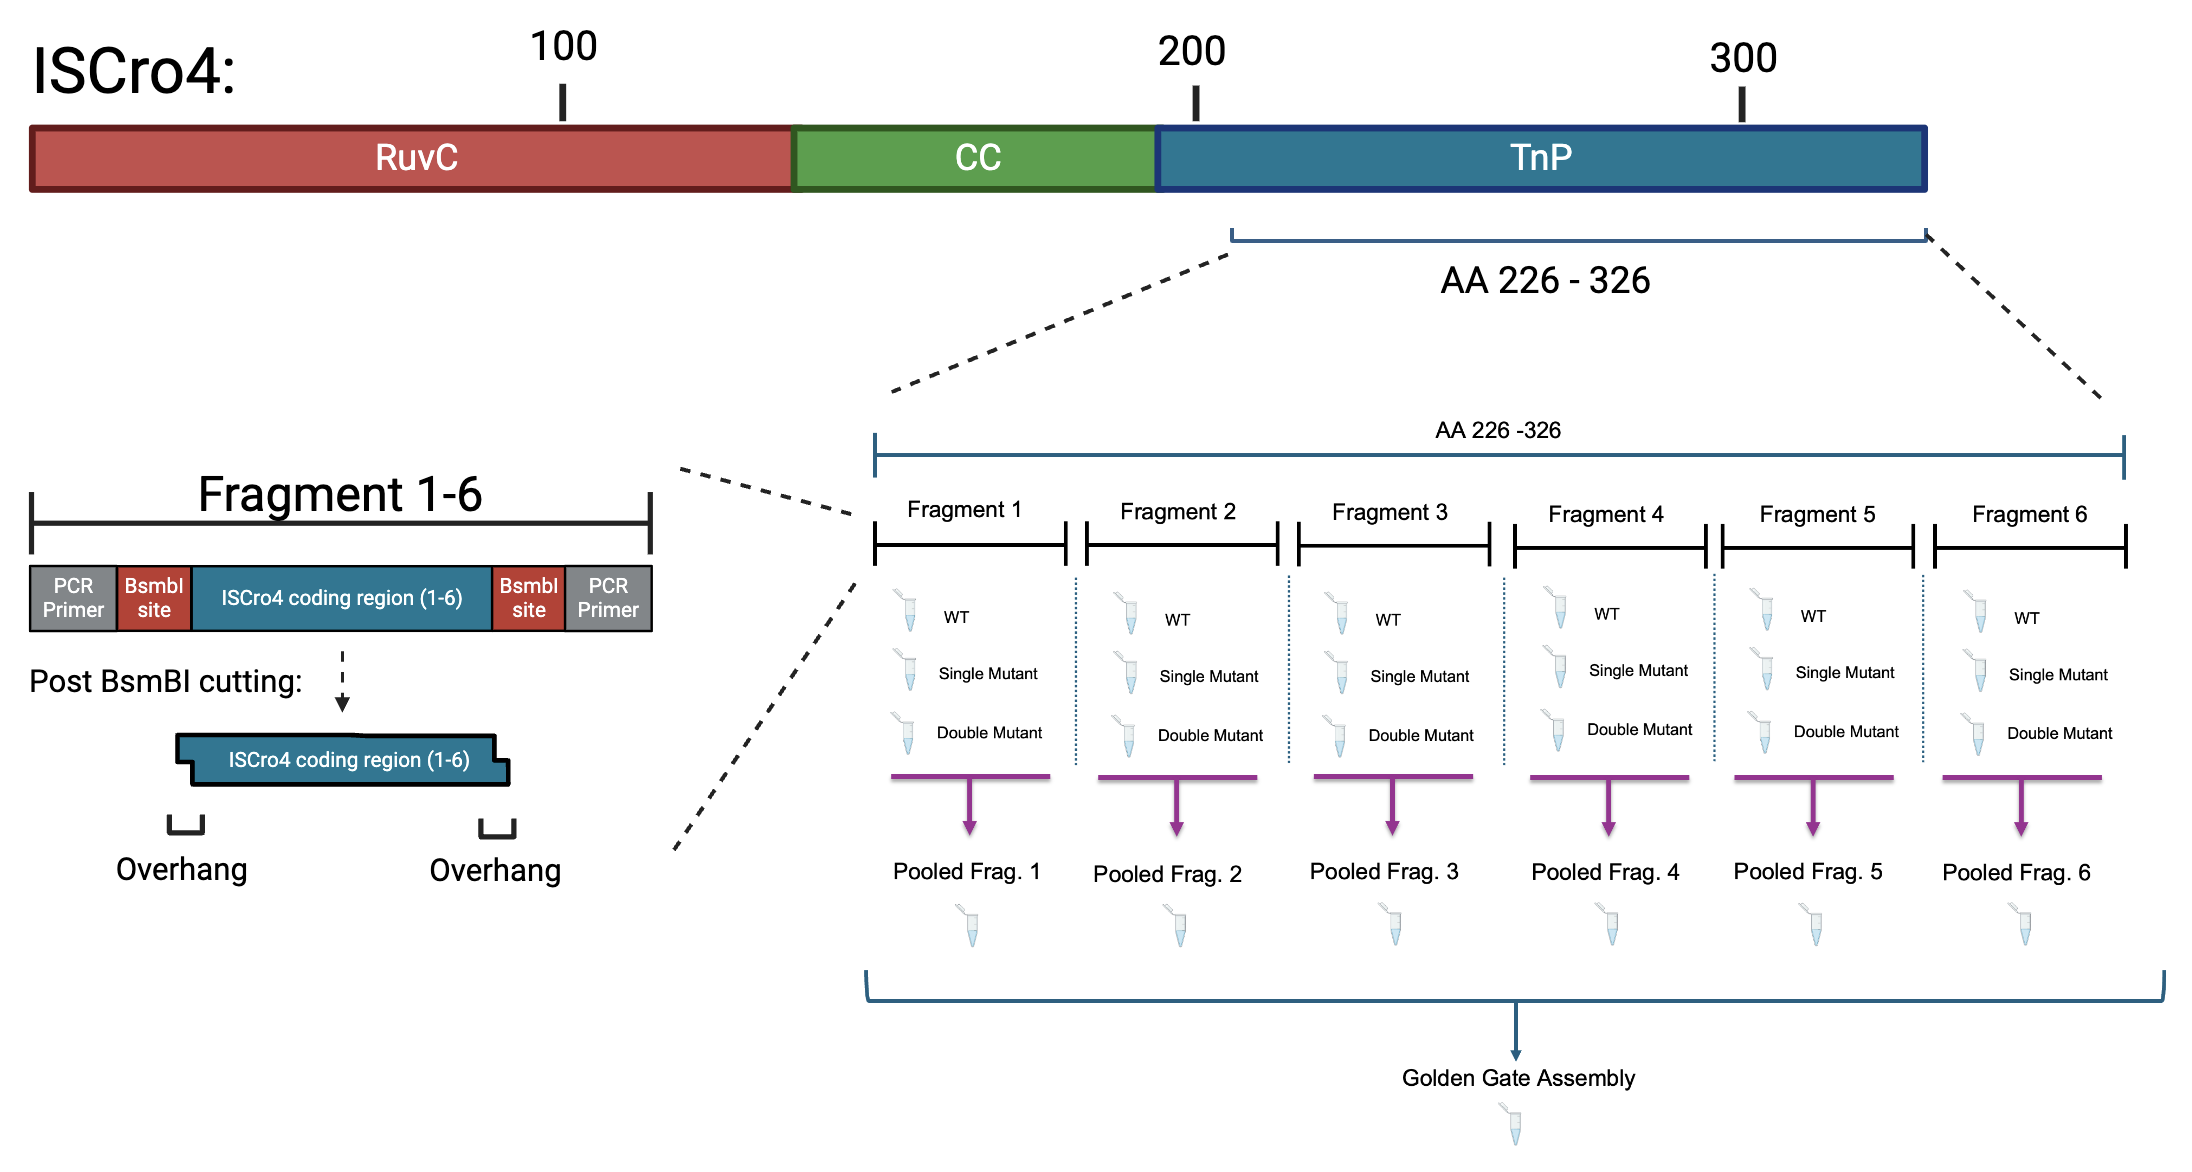 ISCro4:
100
200
300
RuvC
CC
TnP
AA 226 - 326
AA 226 -326
Fragment 1-6
PCR
Primer
BsmbI
site
ISCro4 coding region (1-6)
BsmbI
site
PCR
Primer
Post BsmBI cutting:
ISCro4 coding region (1-6)
Overhang
Overhang
Fragment 1
Fragment 2
Fragment 3
Fragment 4
Fragment 5
Fragment 6
WT
WT
WT
WT
WT
WT
Single Mutant
Single Mutant
Single Mutant
Single Mutant
Single Mutant
Single Mutant
Double Mutant
Double Mutant
Double Mutant
Double Mutant
Double Mutant
Double Mutant
Pooled Frag. 1
Pooled Frag. 2
Pooled Frag. 3
Pooled Frag. 4
Pooled Frag. 5
Pooled Frag. 6
Golden Gate Assembly